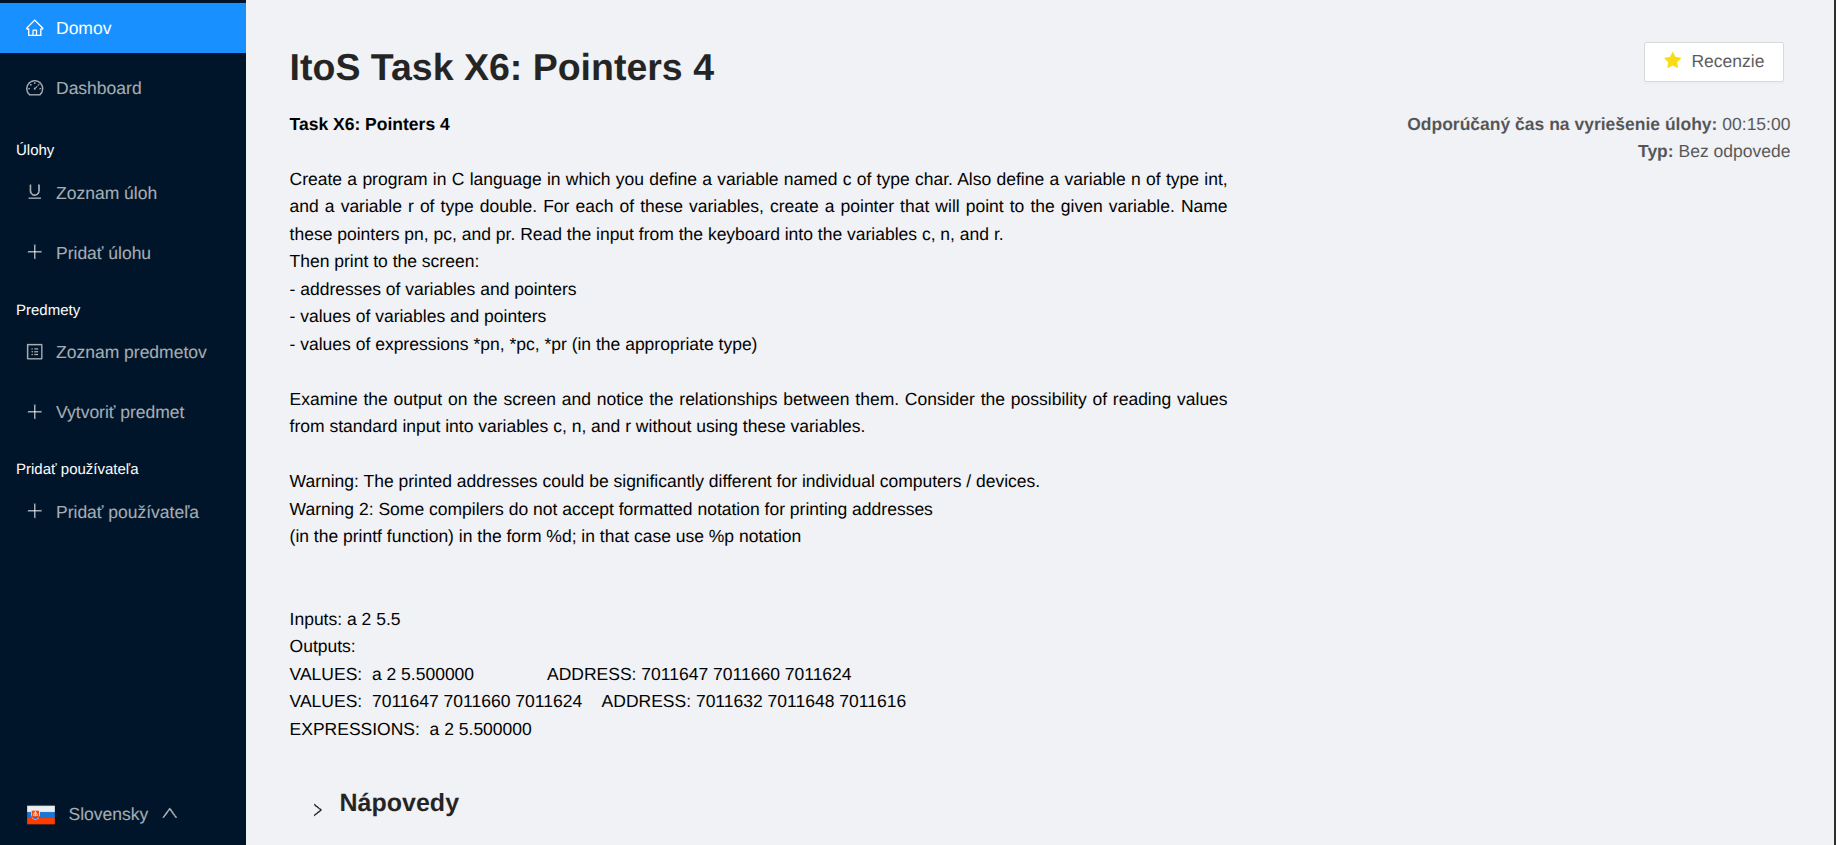 Domov
Dashboard
Úlohy
Zoznam úloh
Pridať úlohu
Predmety
Zoznam predmetov
Vytvoriť predmet
Pridať používateľa
Pridať používateľa
Slovensky
ItoS Task X6: Pointers 4
Recenzie
Task X6: Pointers 4
Odporúčaný čas na vyriešenie úlohy: 00:15:00
Typ: Bez odpovede
Create a program in C language in which you define a variable named c of type char. Also define a variable n of type int,
and a variable r of type double. For each of these variables, create a pointer that will point to the given variable. Name
these pointers pn, pc, and pr. Read the input from the keyboard into the variables c, n, and r.
Then print to the screen:
- addresses of variables and pointers
- values of variables and pointers
- values of expressions *pn, *pc, *pr (in the appropriate type)
Examine the output on the screen and notice the relationships between them. Consider the possibility of reading values
from standard input into variables c, n, and r without using these variables.
Warning: The printed addresses could be significantly different for individual computers / devices.
Warning 2: Some compilers do not accept formatted notation for printing addresses
(in the printf function) in the form %d; in that case use %p notation
Inputs: a 2 5.5
Outputs:
VALUES: a 2 5.500000 ADDRESS: 7011647 7011660 7011624
VALUES: 7011647 7011660 7011624 ADDRESS: 7011632 7011648 7011616
EXPRESSIONS: a 2 5.500000
Nápovedy